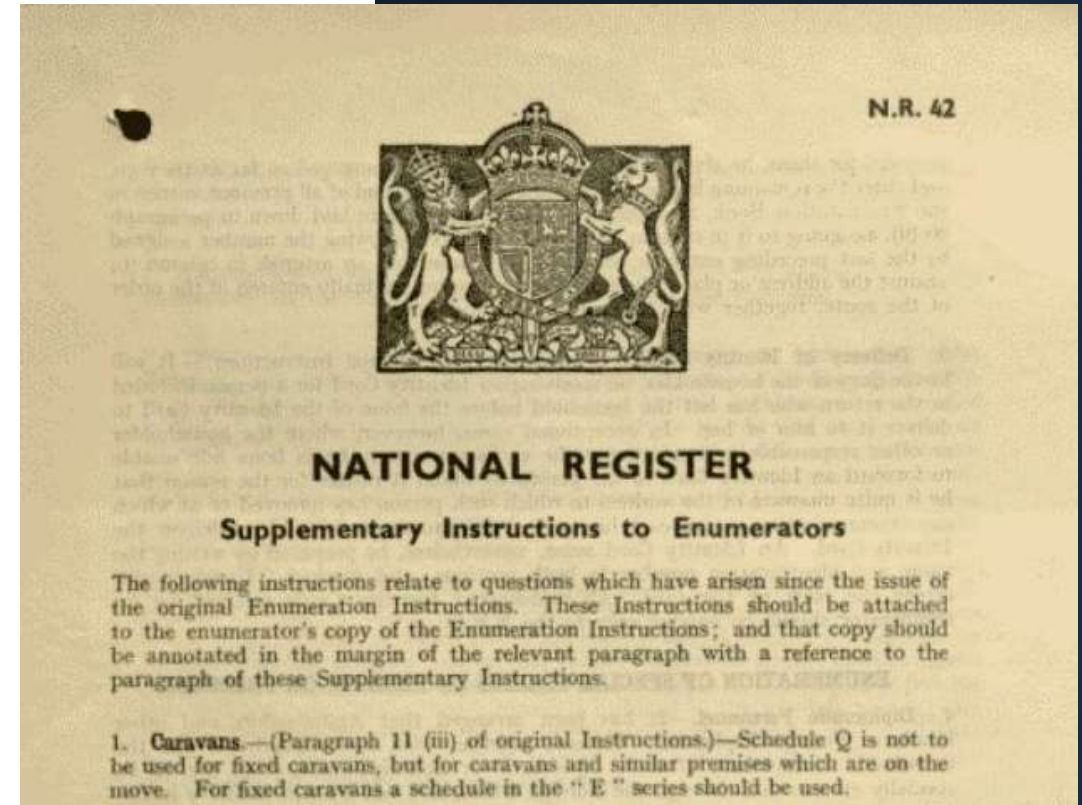 N.R. 42
NATIONAL REGISTER
Supplementary Instructions to Enumerators
The following instructions relate to questions which have arisen since the issue of
the original Enumeration Instructions. These Instructions should be attached
to the enumerator's copy of the Enumeration Instructions; and that copy should
be annotated in the margin of the relevant paragraph with a reference to the
paragraph of these Supplementary Instructions.
1. Caravans.—(Paragraph 11 (iii) of original Instructions.)—Schedule Q is not to
be used for fixed caravans, but for caravans and similar premises which are on the
move. For fixed caravans a schedule in the "E" series should be used.